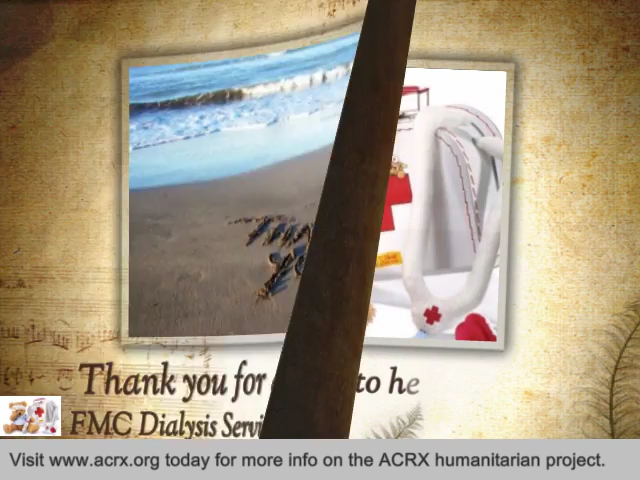 Thank you for to he
FMC Dialysis
Visit www.acrx.org today for more info on the ACRX humanitarian project.